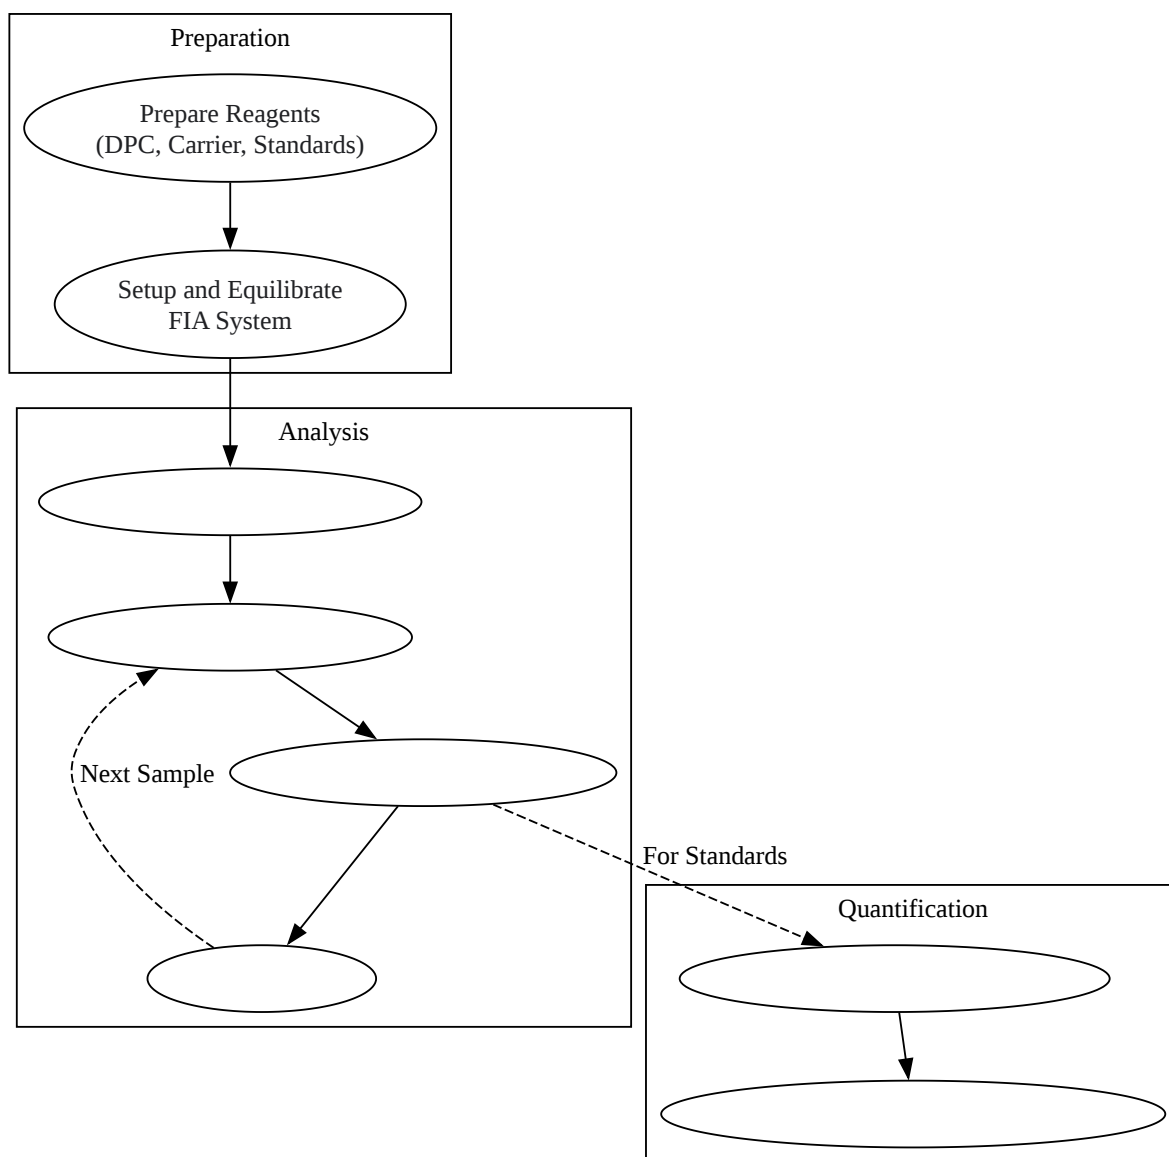 Preparation
Prepare Reagents
(DPC, Carrier, Standards)
Setup and Equilibrate
FIA System
Analysis
Next Sample
For Standards
Quantification